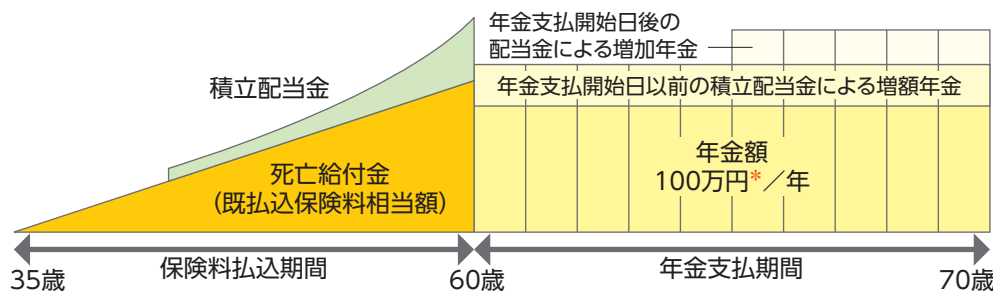 年金支払開始日後の
配当金による増加年金
積立配当金
年金支払開始日以前の積立配当金による増額年金
死亡給付金
(既払込保険料相当額)
年金額
100万円*/年
保険料払込期間
年金支払期間
35歳
60歳
70歳